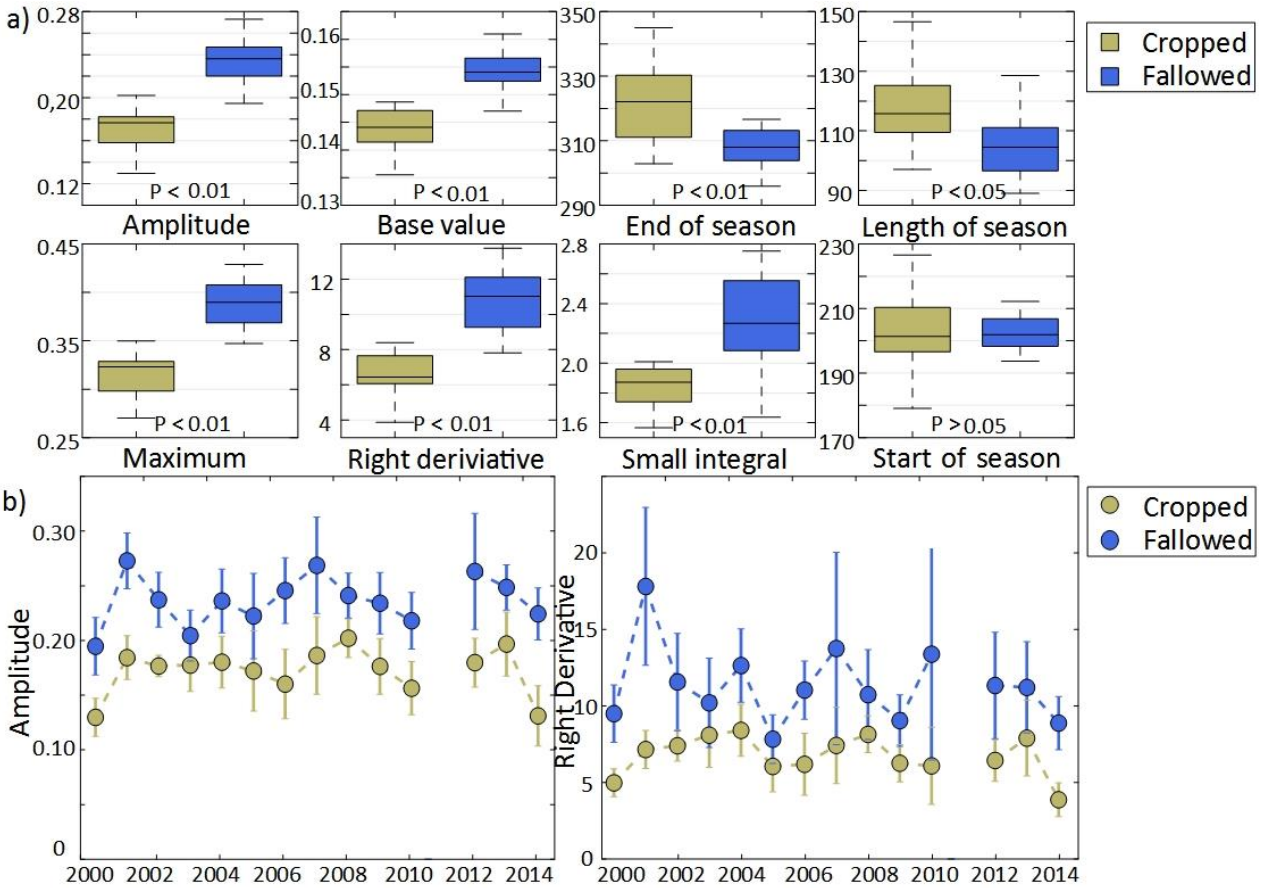 a)
0.28
0,20
0.12
P < 0.01
Amplitude
0.16
0.15
0.14
0.13
P < 0.01
Base value
350
330
310
290
P < 0.01
End of season
150
130
110
90
P < 0.05
Length of season
Cropped
Fallowed
0.45
0.35
0.25
P < 0.01
Maximum
12
8
4
P < 0.01
Right deriviative
2.8
2.4
2.0
1.6
P < 0.01
Small integral
230
210
190
170
P > 0.05
Start of season
b)
Amplitude
0.30
0.20
0.10
0
2000 2002 2004 2006 2008 2010 2012 2014
Right Derivative
20
15
10
5
0
2000 2002 2004 2006 2008 2010 2012 2014
Cropped
Fallowed